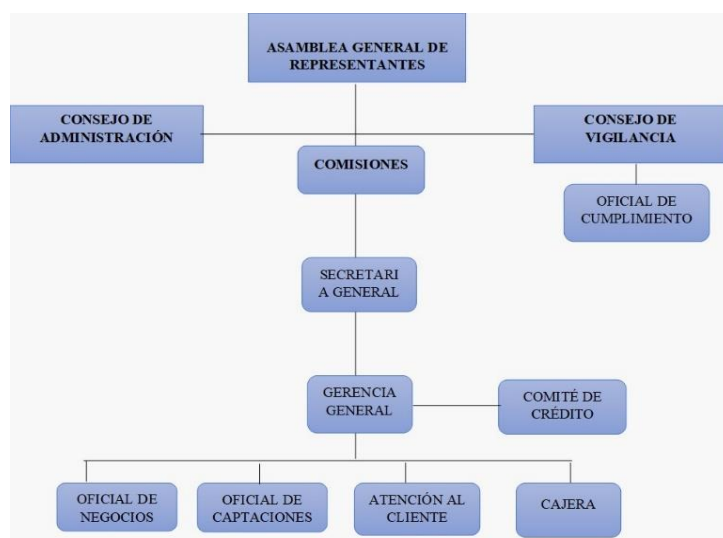 ASAMBLEA GENERAL DE
REPRESENTANTES
CONSEJO DE
ADMINISTRACIÓN
CONSEJO DE
VIGILANCIA
COMISIONES
OFICIAL DE
CUMPLIMIENTO
SECRETARI
A GENERAL
GERENCIA
GENERAL
COMITÉ DE
CRÉDITO
OFICIAL DE
NEGOCIOS
OFICIAL DE
CAPTACIONES
ATENCIÓN AL
CLIENTE
CAJERA